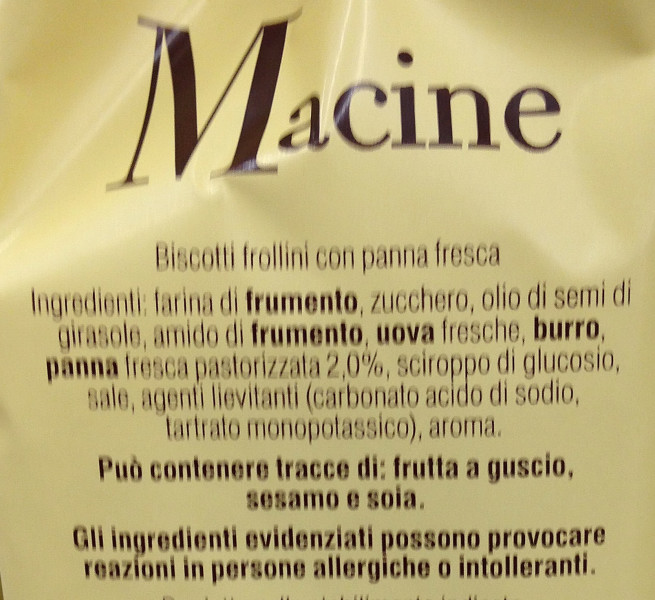 Macine
Biscotti frollini con panna fresca
Ingredienti: farina di frumento, zucchero, olio di semi di
girasole, amido di frumento, uova fresche, burro,
panna fresca pastorizzata 2,0%, sciroppo di glucosio,
sale, agenti lievitanti (carbonato acido di sodio,
tartrato monopotassico), aroma.
Può contenere tracce di: frutta a guscio,
sesamo e soia.
Gli ingredienti evidenziati possono provocare
reazioni in persone allergiche o intolleranti.